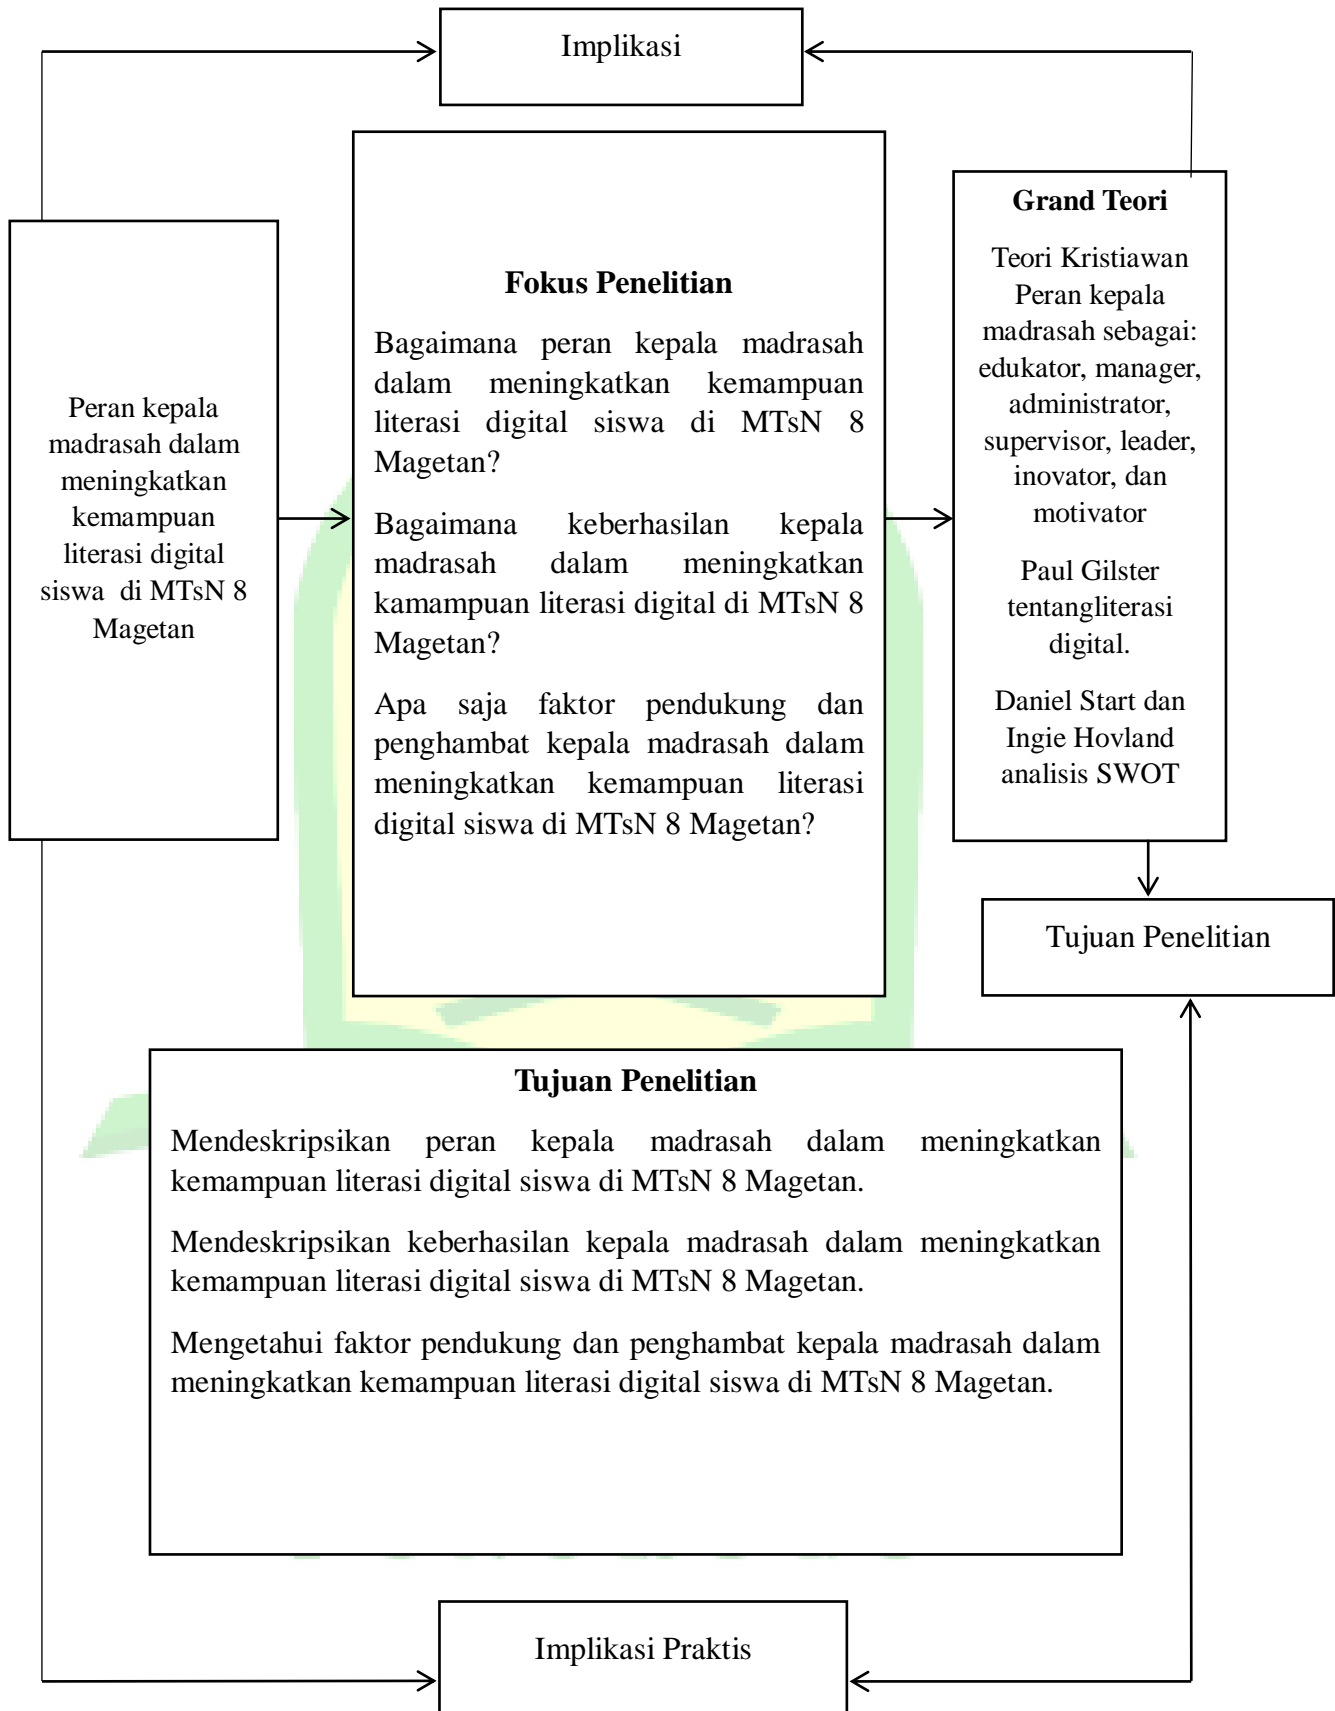 Implikasi
Peran kepala
madrasah dalam
meningkatkan
kemampuan
literasi digital
siswa di MTsN 8
Magetan
Fokus Penelitian
Bagaimana peran kepala madrasah
dalam meningkatkan kemampuan
literasi digital siswa di MTsN 8
Magetan?
Bagaimana keberhasilan kepala
madrasah dalam meningkatkan
kamampuan literasi digital di MTsN 8
Magetan?
Apa saja faktor pendukung dan
penghambat kepala madrasah dalam
meningkatkan kemampuan literasi
digital siswa di MTsN 8 Magetan?
Grand Teori
Teori Kristiawan
Peran kepala
madrasah sebagai:
edukator, manager,
administrator,
supervisor, leader,
inovator, dan
motivator
Paul Gilster
tentangliterasi
digital.
Daniel Start dan
Ingie Hovland
analisis SWOT
Tujuan Penelitian
Tujuan Penelitian
Mendeskripsikan peran kepala madrasah dalam meningkatkan
kemampuan literasi digital siswa di MTsN 8 Magetan.
Mendeskripsikan keberhasilan kepala madrasah dalam meningkatkan
kemampuan literasi digital siswa di MTsN 8 Magetan.
Mengetahui faktor pendukung dan penghambat kepala madrasah dalam
meningkatkan kemampuan literasi digital siswa di MTsN 8 Magetan.
Implikasi Praktis